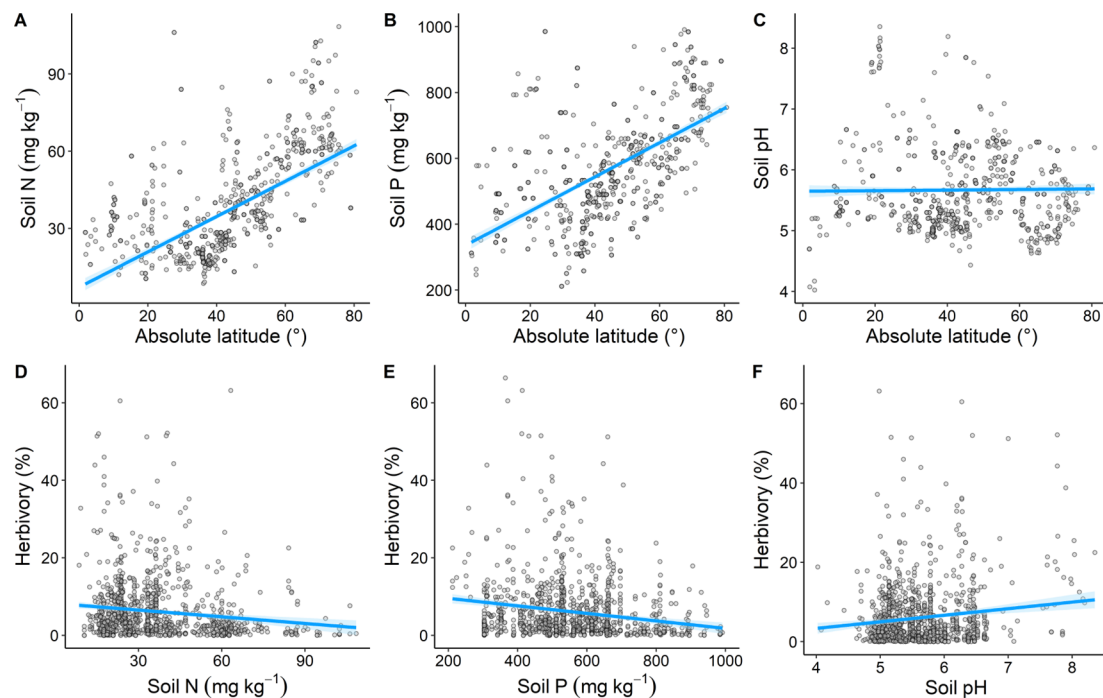 A
B
C
90
60
30
Soil N (mg kg⁻¹)
0 20 40 60 80
Absolute latitude (°)
1000
800
600
400
200
Soil P (mg kg⁻¹)
0 20 40 60 80
Absolute latitude (°)
8
7
6
5
4
Soil pH
0 20 40 60 80
Absolute latitude (°)
D
E
F
60
40
20
0
Herbivory (%)
30 60 90
Soil N (mg kg⁻¹)
60
40
20
0
Herbivory (%)
200 400 600 800 1000
Soil P (mg kg⁻¹)
60
40
20
0
Herbivory (%)
4 5 6 7 8
Soil pH